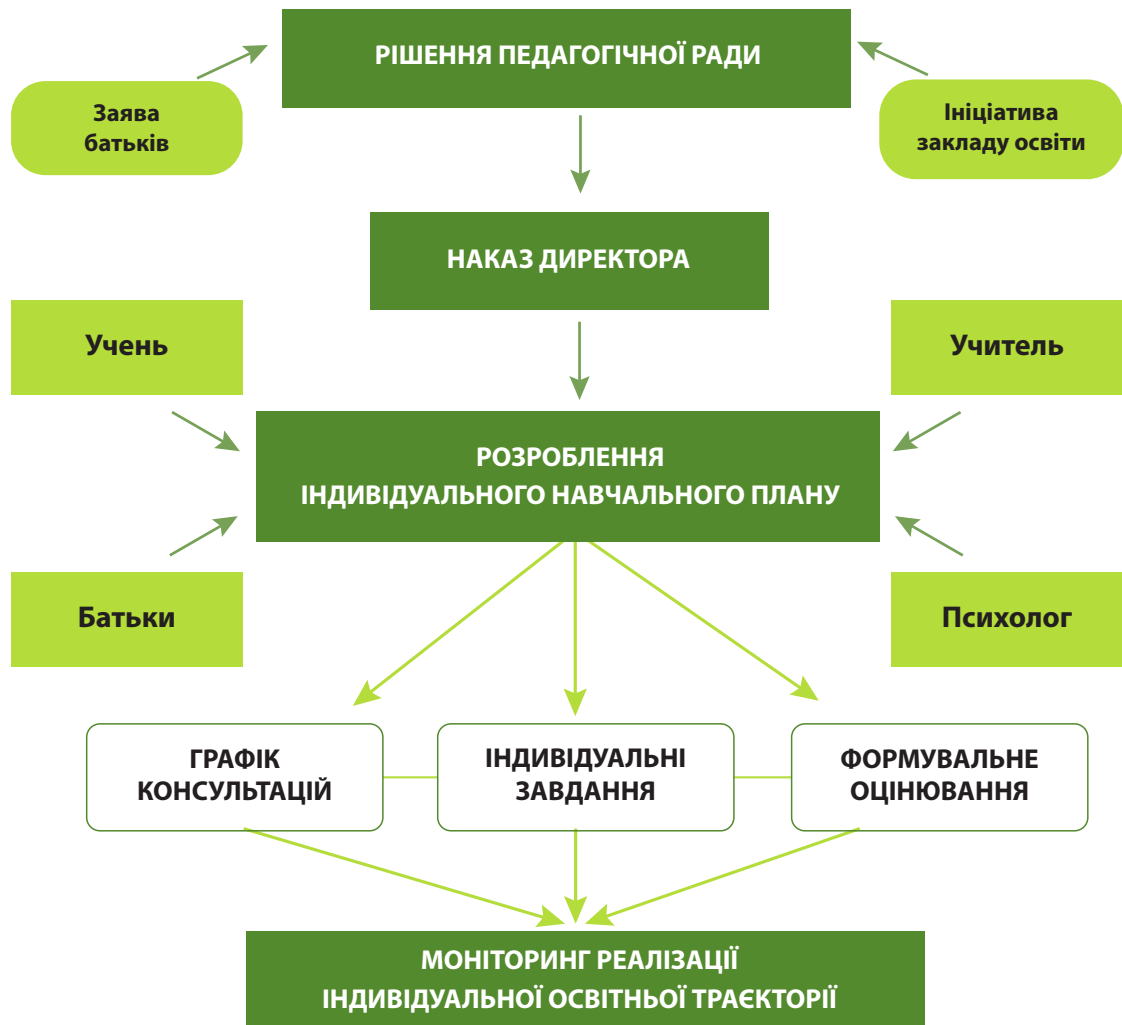 РІШЕННЯ ПЕДАГОГІЧНОЇ РАДИ
Заява
батьків
Ініціатива
закладу освіти
НАКАЗ ДИРЕКТОРА
Учень
Учитель
РОЗРОБЛЕННЯ
ІНДИВІДУАЛЬНОГО НАВЧАЛЬНОГО ПЛАНУ
Батьки
Психолог
ГРАФІК
КОНСУЛЬТАЦІЙ
ІНДИВІДУАЛЬНІ
ЗАВДАННЯ
ФОРМУВАЛЬНЕ
ОЦІНЮВАННЯ
МОНІТОРИНГ РЕАЛІЗАЦІЇ
ІНДИВІДУАЛЬНОЇ ОСВІТНЬОЇ ТРАЄКТОРІЇ